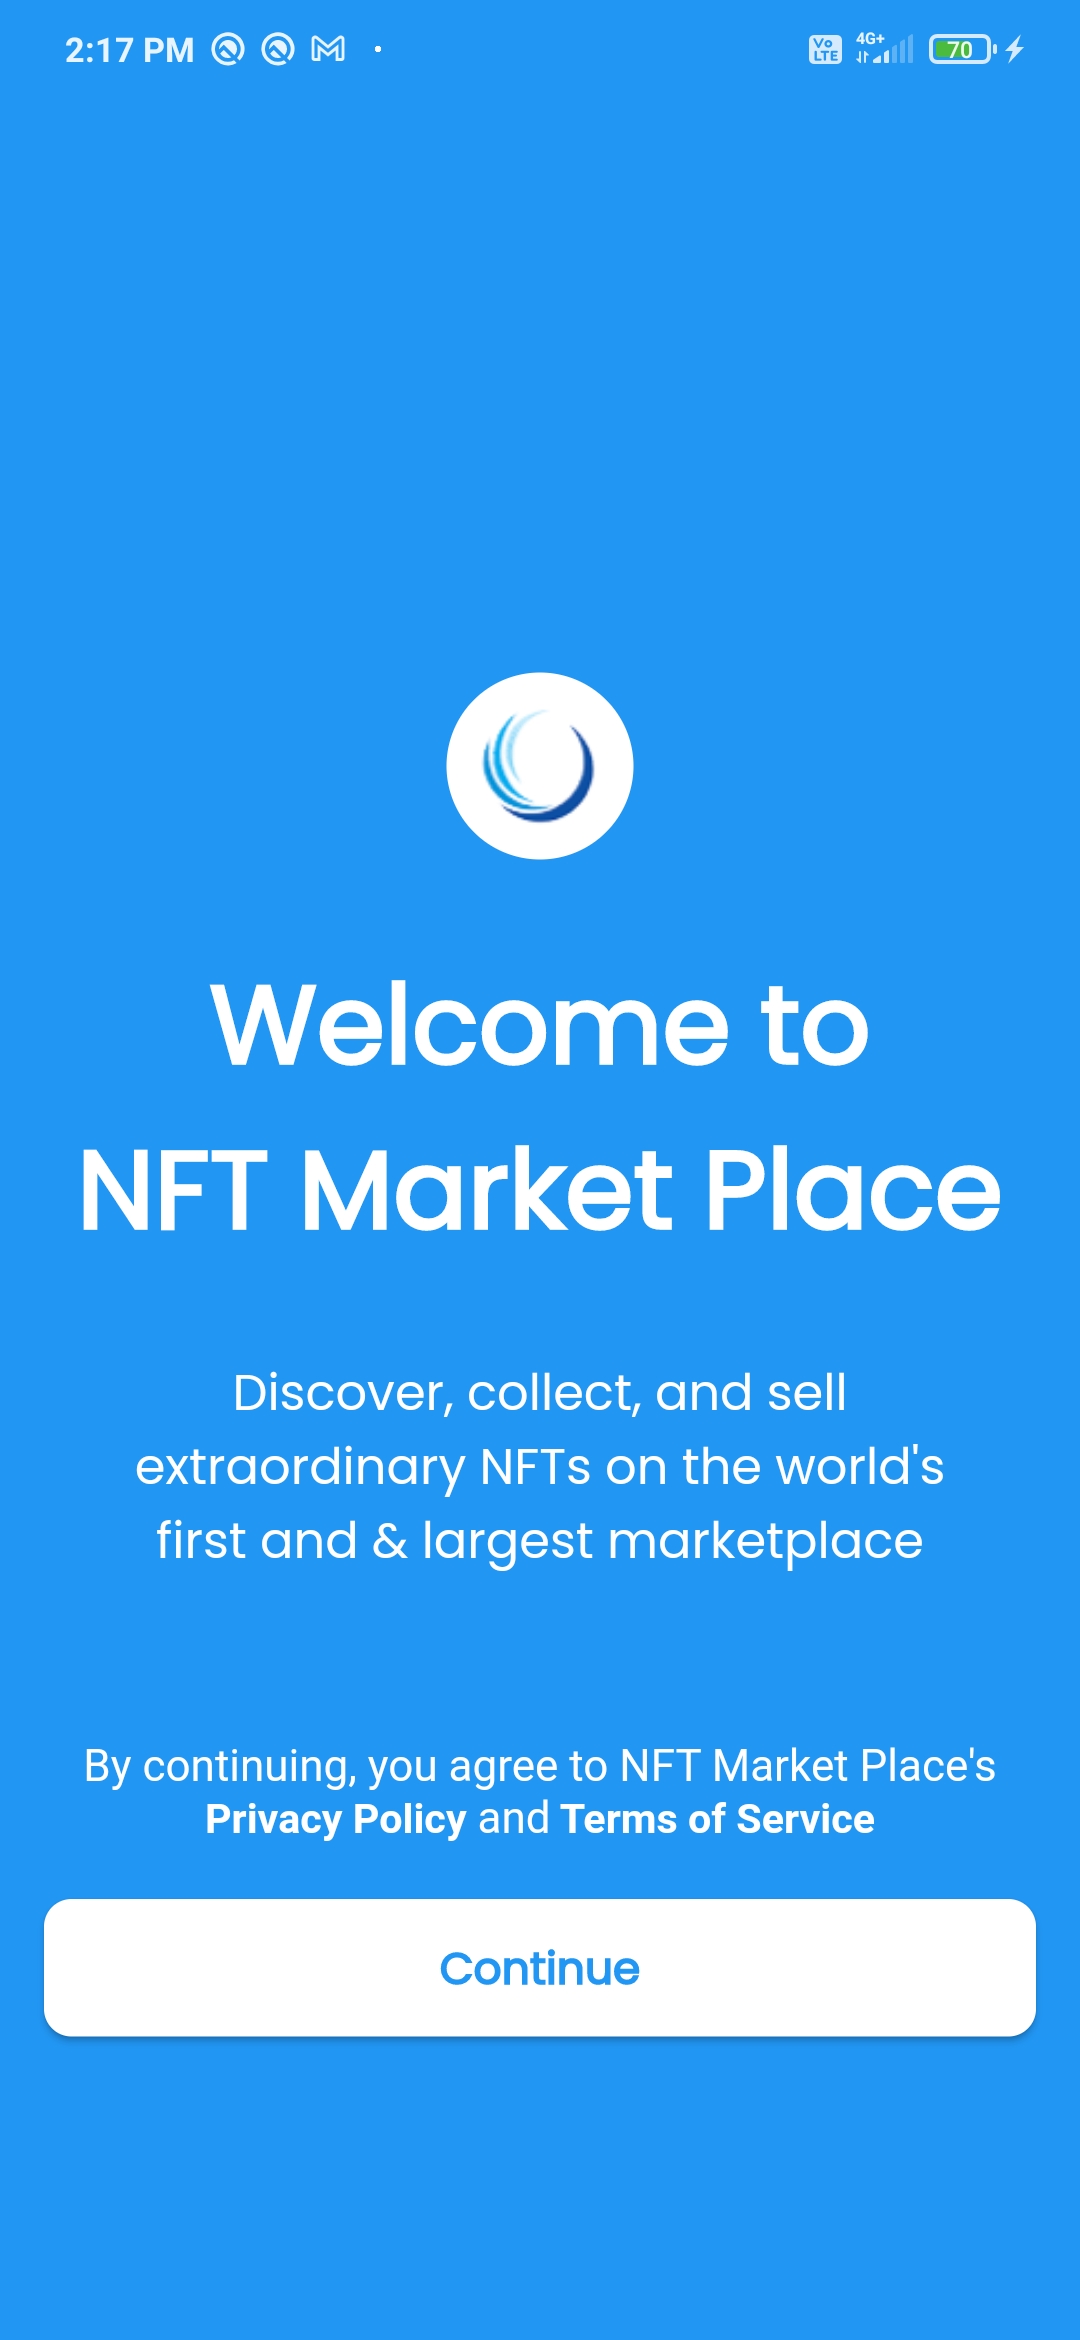 2:17 PM
Vo LTE 4G+ 70
Welcome to
NFT Market Place
Discover, collect, and sell
extraordinary NFTs on the world's
first and & largest marketplace
By continuing, you agree to NFT Market Place's
Privacy Policy and Terms of Service
Continue